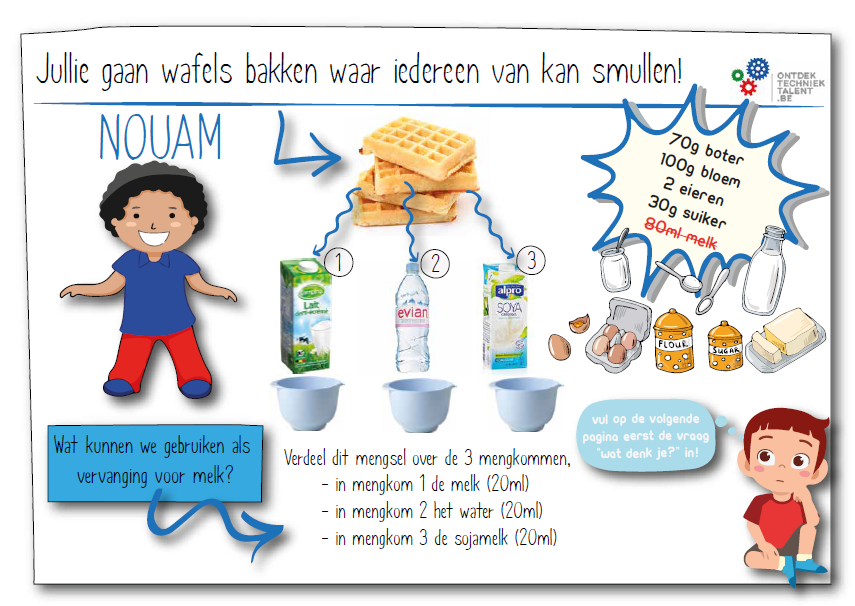 Jullie gaan wafels bakken waar iedereen van kan smullen!
ONTDEK
TECHNIEK
TALENT
.BE
NOUAM
70g boter
100g bloem
2 eieren
30g suiker
80ml melk
1
2
3
Lait
demi-écrémé
evian
alpro
SOYA
FLOUR
SUGAR
vul op de volgende
pagina eerst de vraag
"wat denk je?" in!
Wat kunnen we gebruiken als
vervanging voor melk?
Verdeel dit mengsel over de 3 mengkommen,
- in mengkom 1 de melk (20ml)
- in mengkom 2 het water (20ml)
- in mengkom 3 de sojamelk (20ml)